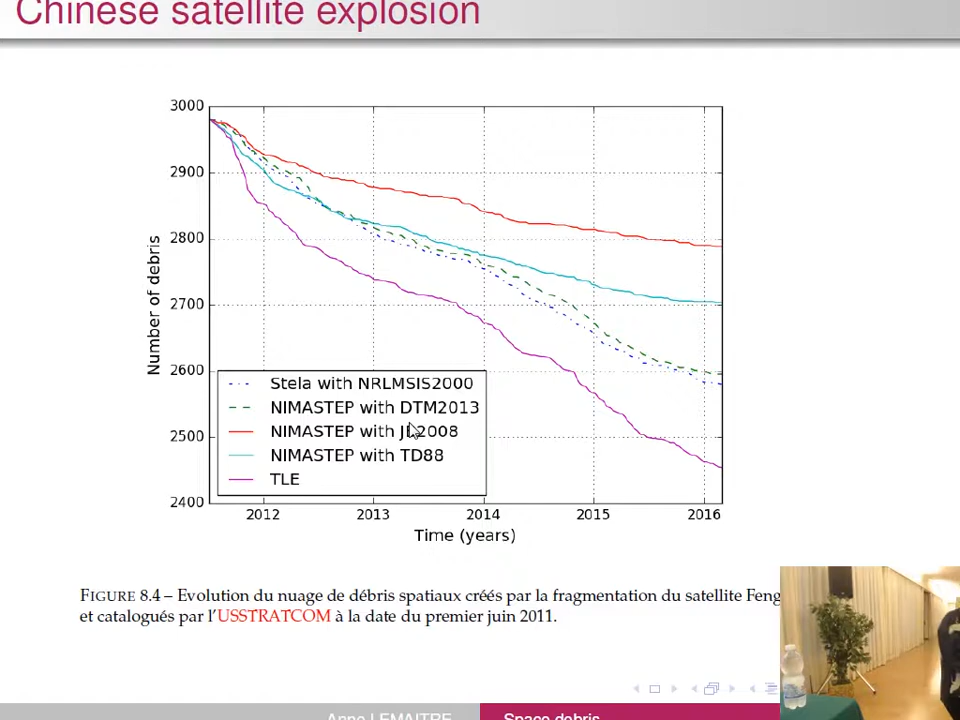 Chinese satellite explosion
3000
2900
2800
2700
2600
2500
2400
Number of debris
Stela with NRLMSIS2000
NIMASTEP with DTM2013
NIMASTEP with
NIMASTEP with TD88
TLE
2012 2013 2014 2015 2016
Time (years)
FIGURE 8.4 – Evolution du nuage de débris spatiaux créés par la fragmentation du satellite Feng
et catalogués par l'USSTRATCOM à la date du premier juin 2011.
Anne LEMAITRE Space debris